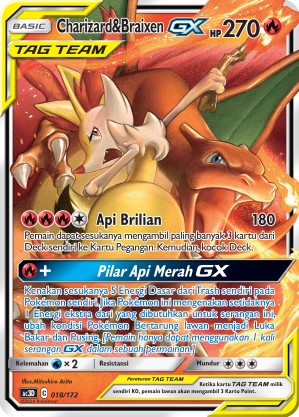 BASIC
Charizard&Braixen GX HP 270
TAG TEAM
Api Brilian 180
Pemain dapat sesukanya mengambil paling banyak 3 kartu dari
Deck sendiri ke Kartu Pegangan. Kemudian, kocok Deck.
+ Pilar Api Merah GX
Kenakan sesukanya 5 Energi Dasar dari Trash sendiri pada
Pokémon sendiri. Jika Pokémon ini mengenakan setidaknya
1 Energi ekstra dari yang dibutuhkan untuk serangan ini,
ubah kondisi Pokémon Bertarung lawan menjadi Luka
Bakar dan Pusing. [Pemain hanya dapat menggunakan 1 kali
serangan GX dalam sebuah permainan.]
Kelemahan ×2 Resistansi Mundur
Illus. Mitsuhiro Arita
Peraturan TAG TEAM
Ketika kartu TAG TEAM milik
sendiri KO, pemain lawan akan mengambil 3 Kartu Poin.
C 018/172